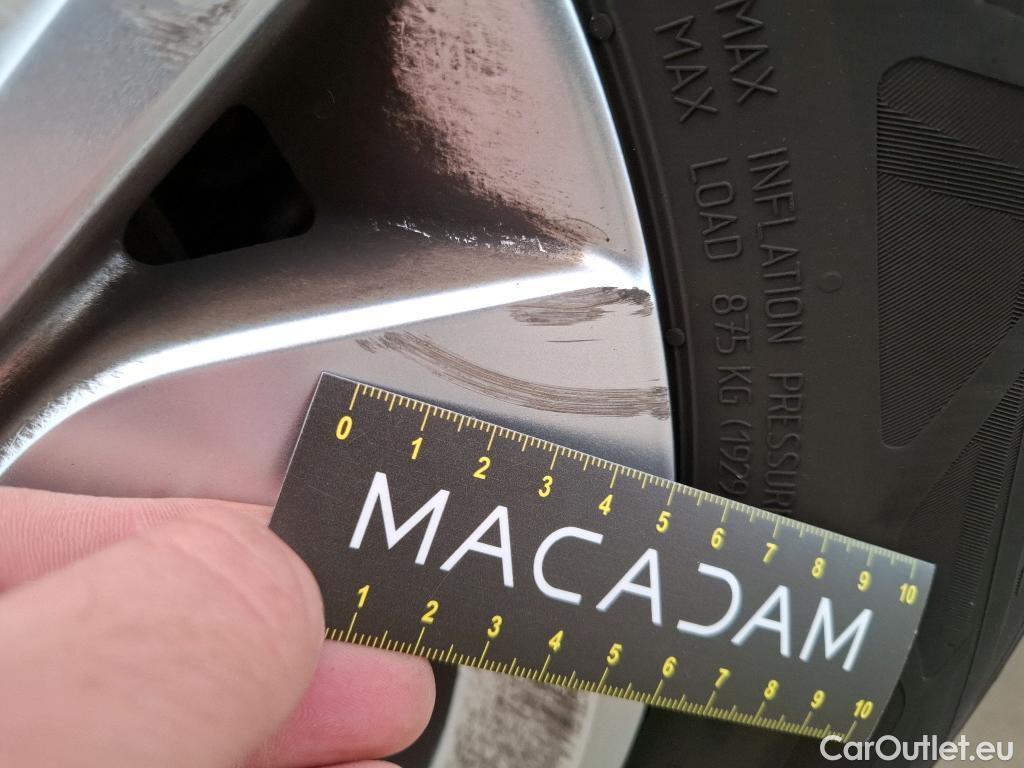 MAX INFLATION PRESSUR
MAX LOAD 875 KG (1929
0 1 2 3 4 5 6 7 8 9 10
MACADAM
1 2 3 4 5 6 7 8 9 10
CarOutlet.eu